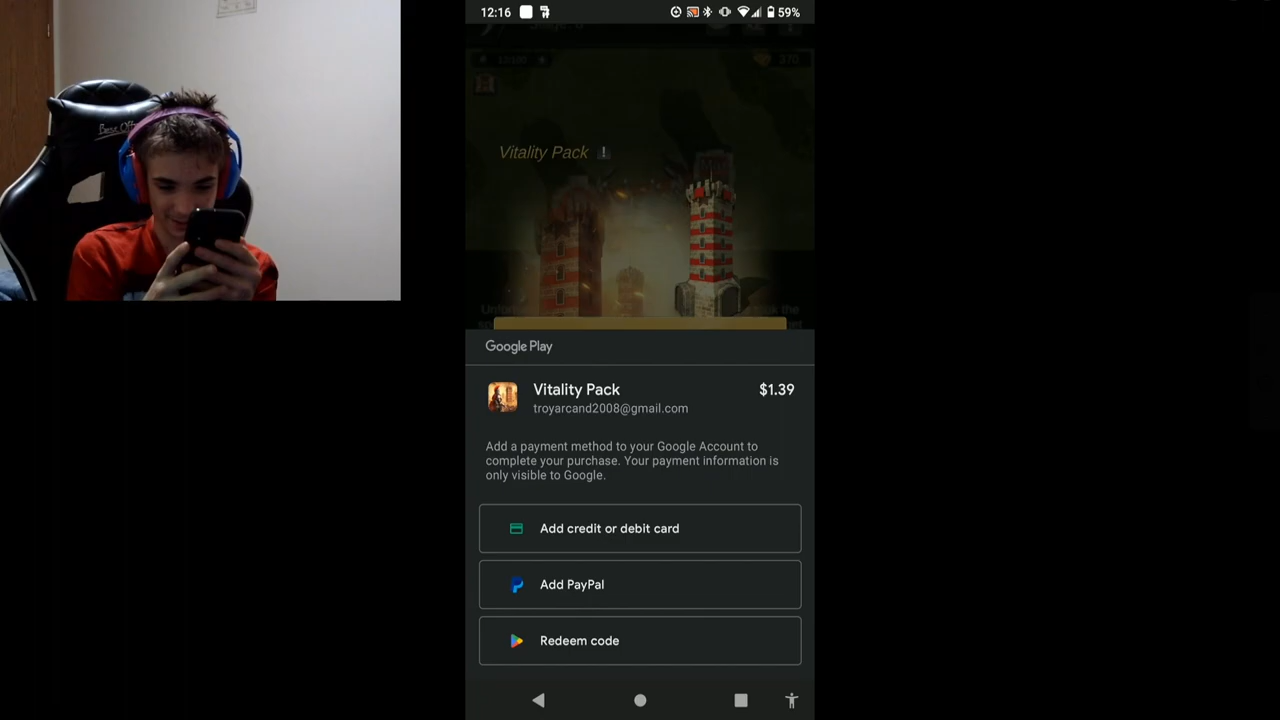 12:16
59%
370
Vitality Pack !
Google Play
Vitality Pack
$1.39
troyarcand2008@gmail.com
Add a payment method to your Google Account to
complete your purchase. Your payment information is
only visible to Google.
Add credit or debit card
Add PayPal
Redeem code